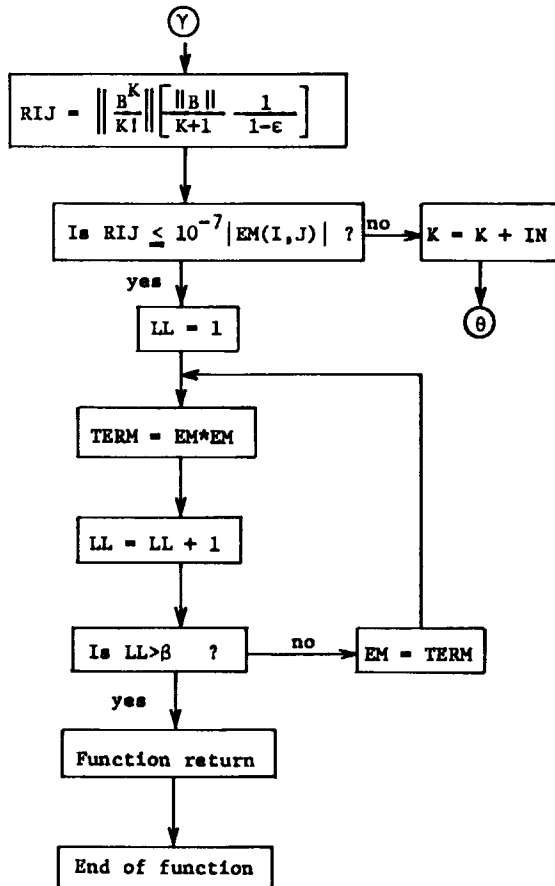 γ
RIJ = ‖ B^K / K! ‖ [ ‖B‖ / K+1   1 / 1-ε ]
Is RIJ ≤ 10^-7 |EM(I,J)| ?
no
K = K + IN
yes
θ
LL = 1
TERM = EM*EM
LL = LL + 1
Is LL>β ?
no
EM = TERM
yes
Function return
End of function